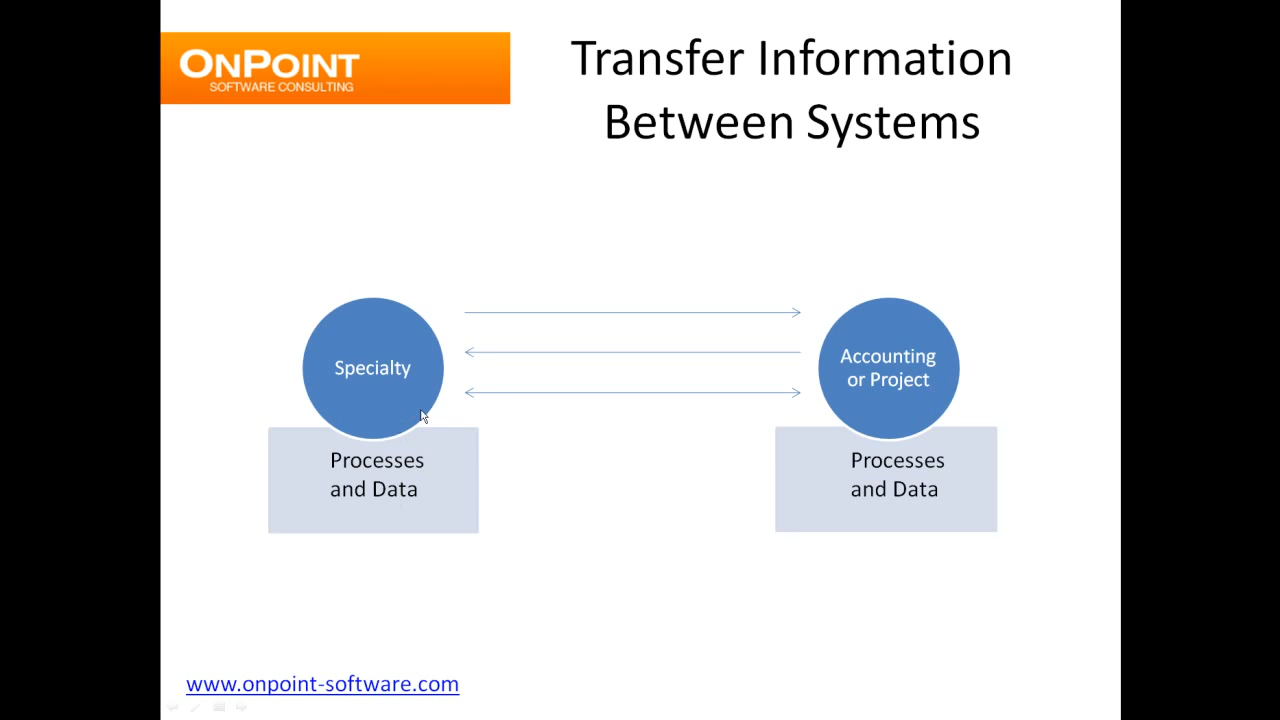 ONPOINT
SOFTWARE CONSULTING
Transfer Information
Between Systems
Specialty
Accounting
or Project
Processes
and Data
Processes
and Data
www.onpoint-software.com